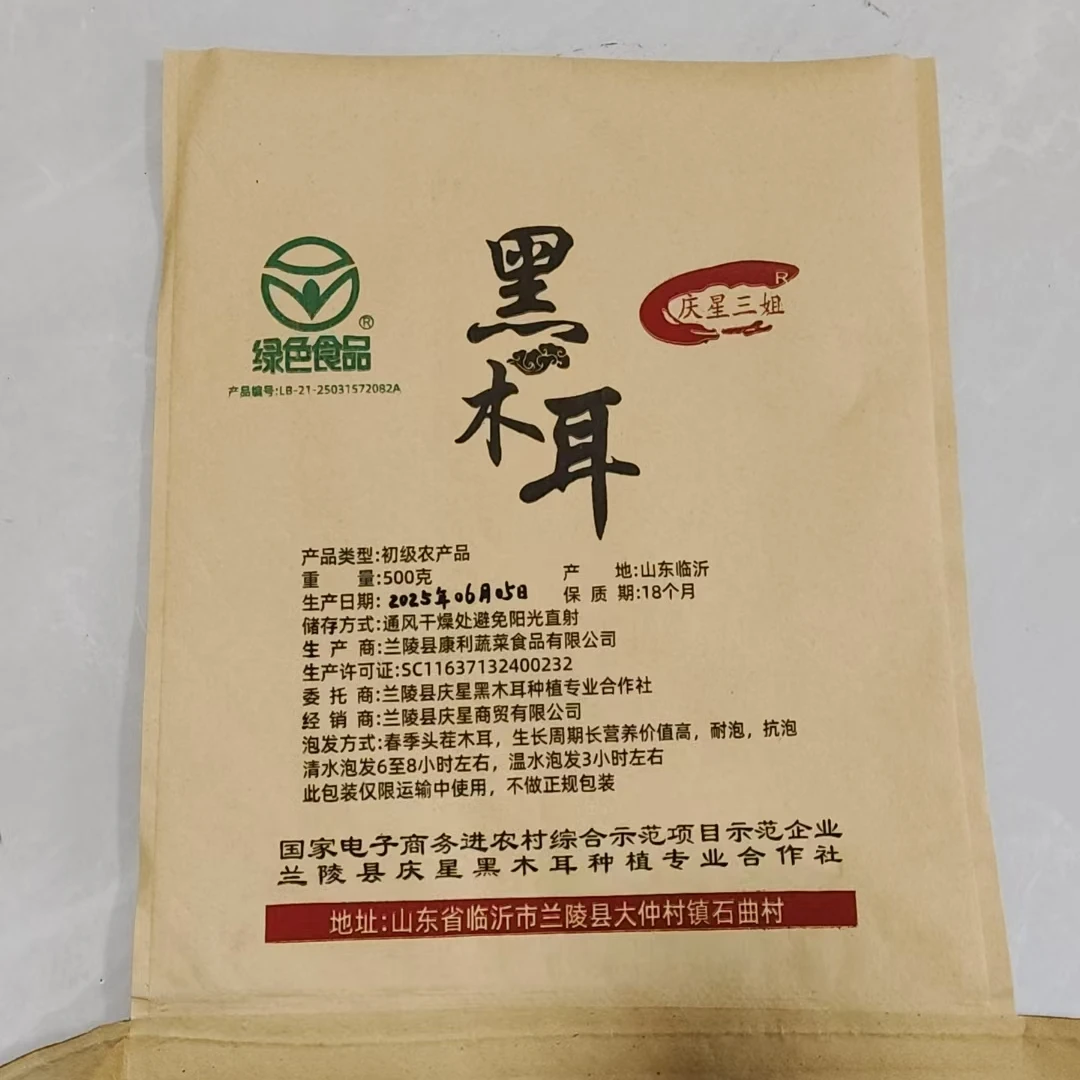 黑木耳
®
绿色食品
产品编号:LB-21-25031572082A
庆星三姐
R
产品类型:初级农产品
重 量:500克 产 地:山东临沂
生产日期: 2025年06月05日 保质期:18个月
储存方式:通风干燥处避免阳光直射
生产商:兰陵县康利蔬菜食品有限公司
生产许可证:SC11637132400232
委托商:兰陵县庆星黑木耳种植专业合作社
经销商:兰陵县庆星商贸有限公司
泡发方式:春季头茬木耳，生长周期长营养价值高，耐泡，抗泡
清水泡发6至8小时左右，温水泡发3小时左右
此包装仅限运输中使用，不做正规包装
国家电子商务进农村综合示范项目示范企业
兰陵县庆星黑木耳种植专业合作社
地址:山东省临沂市兰陵县大仲村镇石曲村